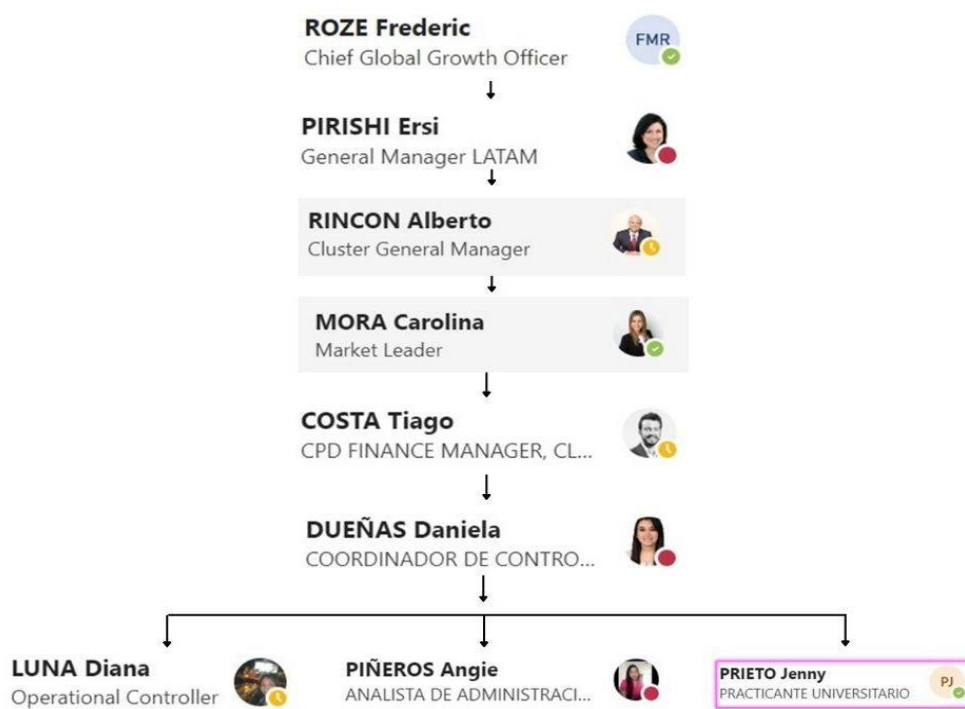 ROZE Frederic
Chief Global Growth Officer
FMR
PIRISHI Ersi
General Manager LATAM
RINCON Alberto
Cluster General Manager
MORA Carolina
Market Leader
COSTA Tiago
CPD FINANCE MANAGER, CL...
DUEÑAS Daniela
COORDINADOR DE CONTRO...
LUNA Diana
Operational Controller
PIÑEROS Angie
ANALISTA DE ADMINISTRACI...
PRIETO Jenny
PRACTICANTE UNIVERSITARIO
PJ